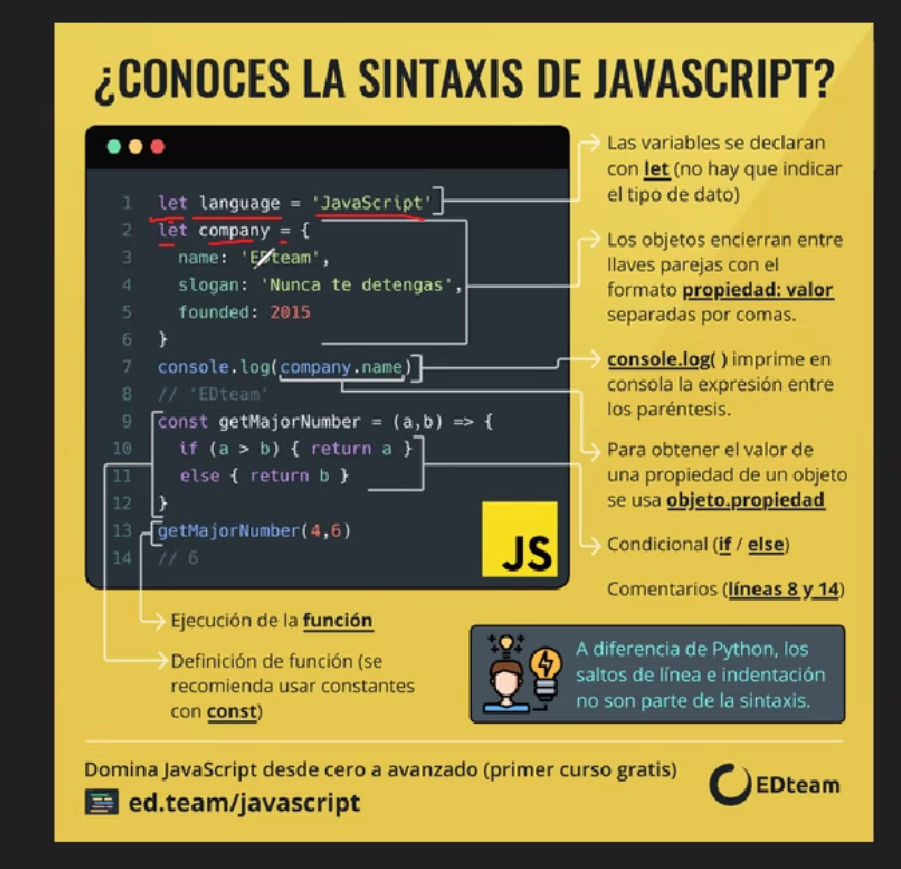 ¿CONOCES LA SINTAXIS DE JAVASCRIPT?
1 let language = 'JavaScript'
2 let company = {
3 name: 'EDteam',
4 slogan: 'Nunca te detengas',
5 founded: 2015
6 }
7 console.log(company.name)
8 // 'EDteam'
9 const getMajorNumber = (a,b) => {
10 if (a > b) { return a }
11 else { return b }
12 }
13 getMajorNumber(4,6)
14 // 6
JS
Las variables se declaran
con let (no hay que indicar
el tipo de dato)
Los objetos encierran entre
llaves parejas con el
formato propiedad: valor
separadas por comas.
console.log( ) imprime en
consola la expresión entre
los paréntesis.
Para obtener el valor de
una propiedad de un objeto
se usa objeto.propiedad
Condicional (if / else)
Comentarios (líneas 8 y 14)
Ejecución de la función
Definición de función (se
recomienda usar constantes
con const)
A diferencia de Python, los
saltos de línea e indentación
no son parte de la sintaxis.
Domina JavaScript desde cero a avanzado (primer curso gratis)
ed.team/javascript
EDteam